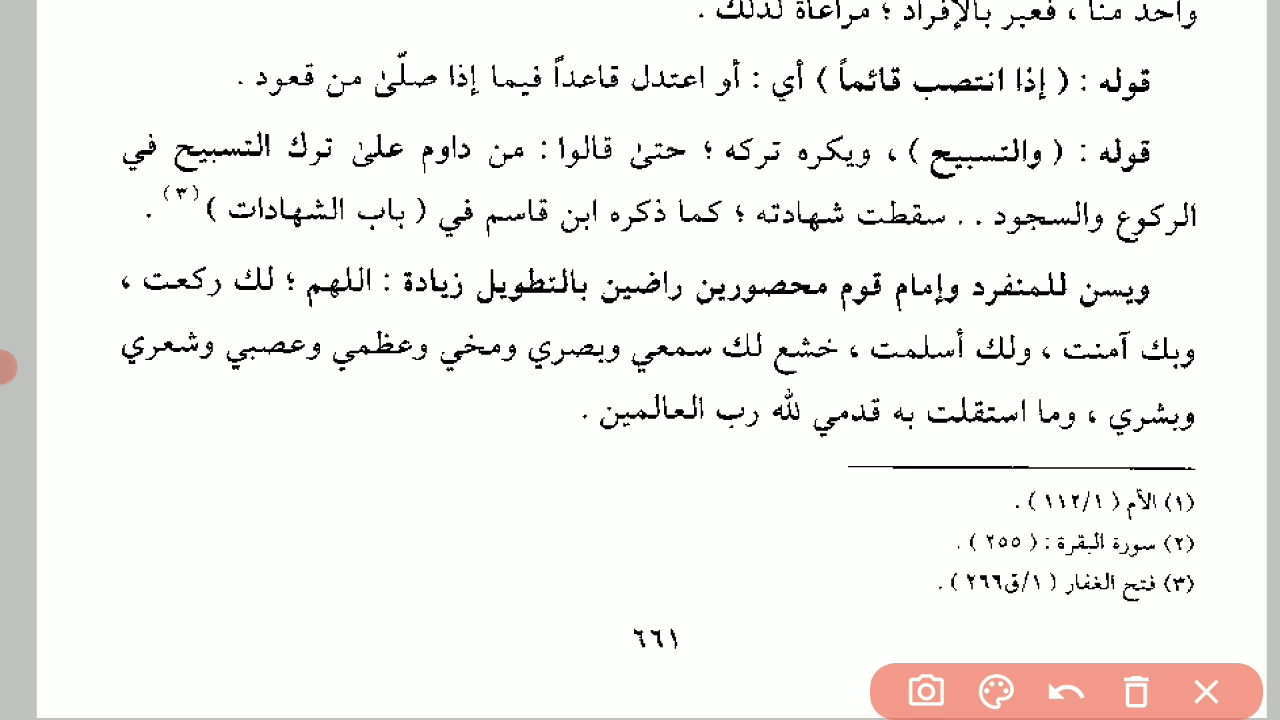 واحد منا ، فعبر بالإفراد ؛ مراعاة لذلك .
قوله : ( إذا انتصب قائماً ) أي : أو اعتدل قاعداً فيما إذا صلّىٰ من قعود .
قوله : ( والتسبيح ) ، ويكره تركه ؛ حتىٰ قالوا : من داوم علىٰ ترك التسبيح في
الركوع والسجود . . سقطت شهادته ؛ كما ذكره ابن قاسم في ( باب الشهادات )(٣) .
ويسن للمنفرد وإمام قوم محصورين راضين بالتطويل زيادة : اللهم ؛ لك ركعت ،
وبك آمنت ، ولك أسلمت ، خشع لك سمعي وبصري ومخي وعظمي وعصبي وشعري
وبشري ، وما استقلت به قدمي لله رب العالمين .
(١) الأم ( ١١٢/١ ) .
(٢) سورة البقرة : ( ٢٥٥ ) .
(٣) فتح الغفار ( ١/ق٢٦٦ ) .
٦٦١